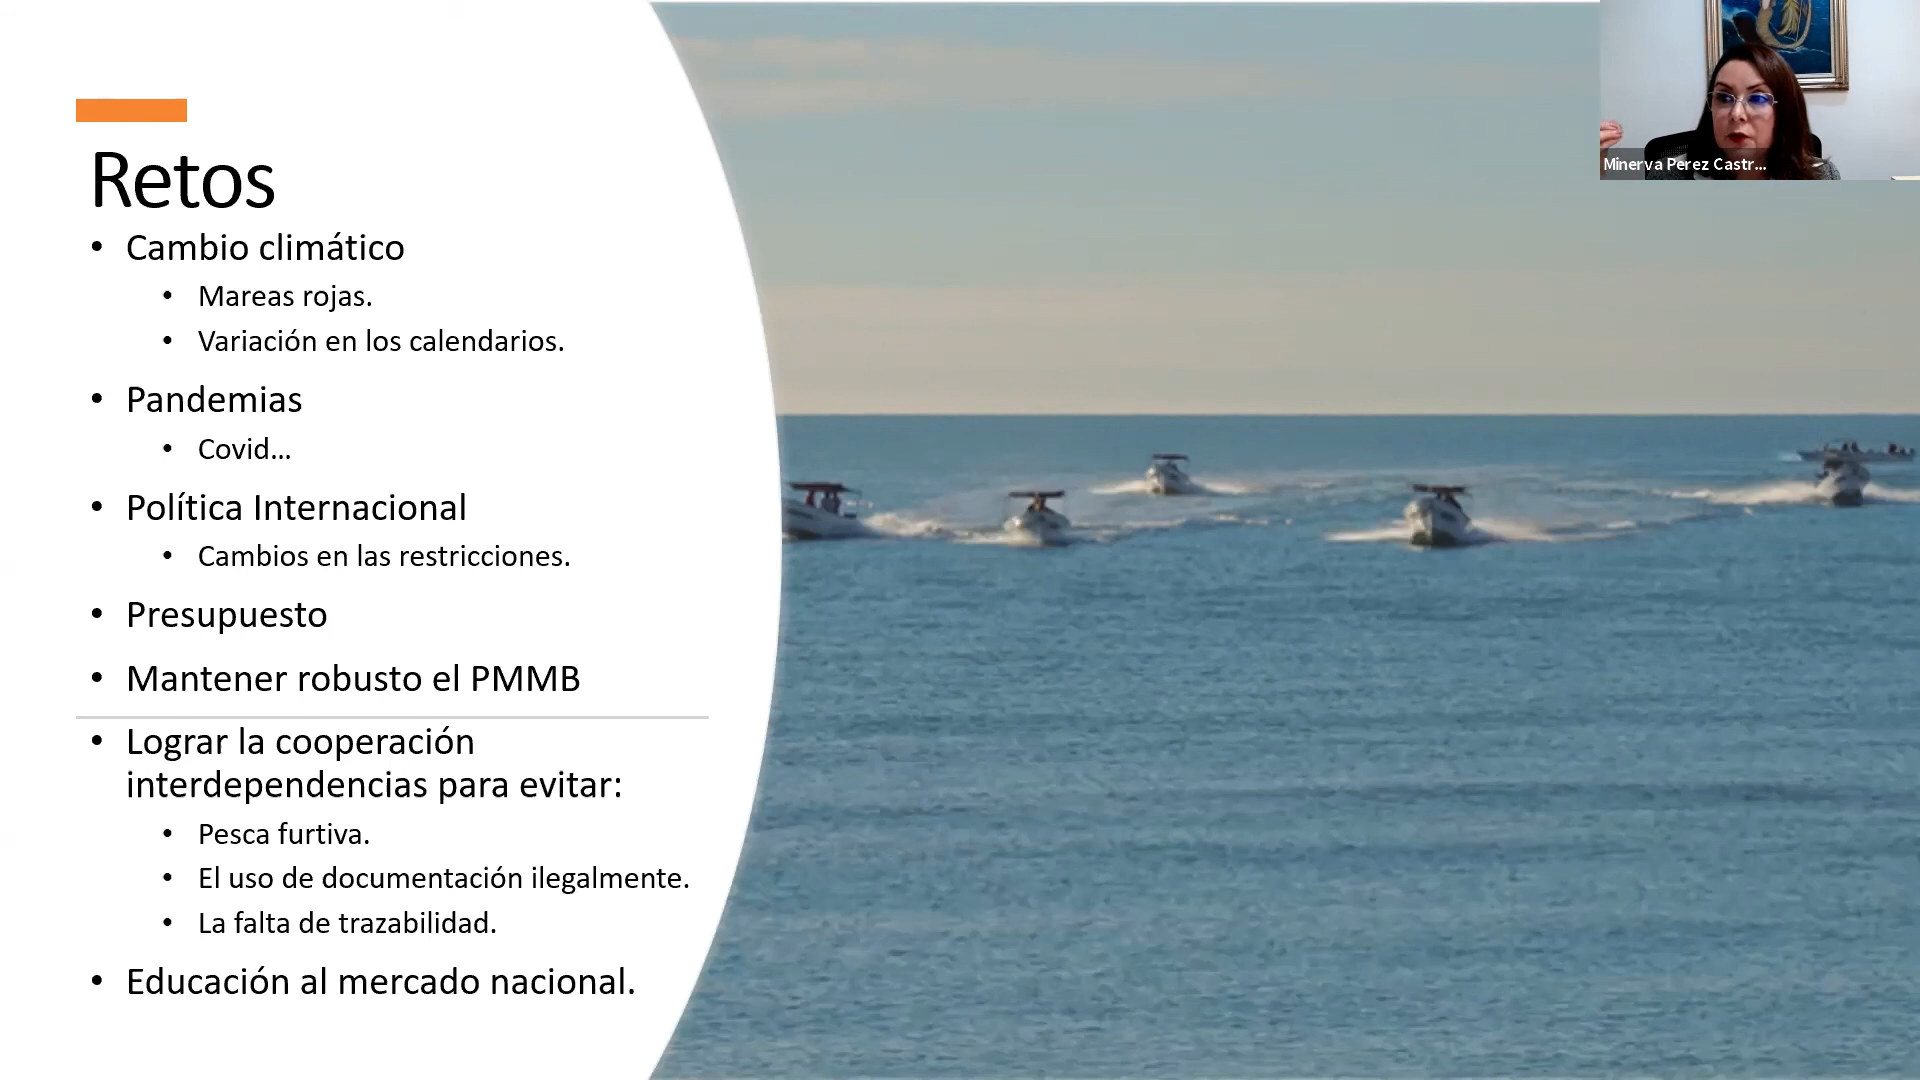 Minerva Perez Castr...
Retos
• Cambio climático
• Mareas rojas.
• Variación en los calendarios.
• Pandemias
• Covid...
• Política Internacional
• Cambios en las restricciones.
• Presupuesto
• Mantener robusto el PMMB
• Lograr la cooperación
interdependencias para evitar:
• Pesca furtiva.
• El uso de documentación ilegalmente.
• La falta de trazabilidad.
• Educación al mercado nacional.